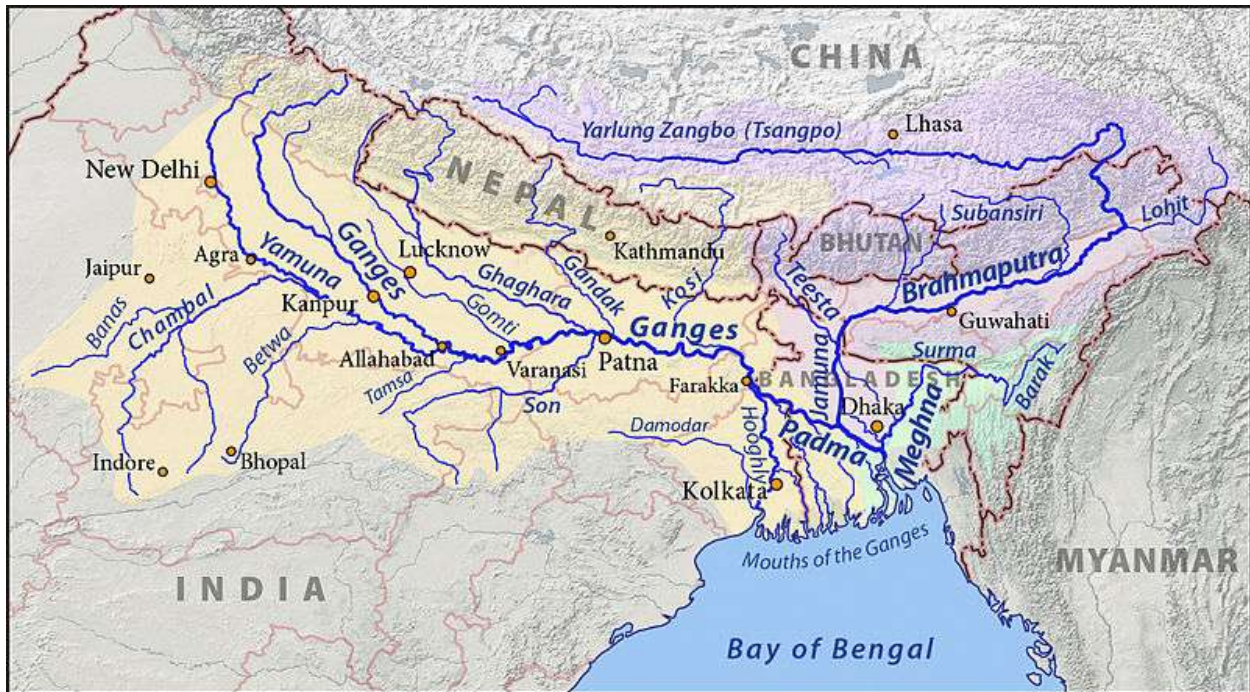 CHINA
Yarlung Zangbo (Tsangpo)
Lhasa
New Delhi
NEPAL
Subansiri
Lohit
Agra
Yamuna
Ganges
Lucknow
Kathmandu
BHUTAN
Jaipur
Ghaghara
Gandak
Kosi
Teesta
Brahmaputra
Banas
Chambal
Kanpur
Gomti
Ganges
Guwahati
Betwa
Allahabad
Varanasi
Patna
Surma
Tamsa
Son
Farakka
BANGLADESH
Jamuna
Barak
Damodar
Hooghly
Padma
Dhaka
Meghna
Indore
Bhopal
Kolkata
Mouths of the Ganges
INDIA
MYANMAR
Bay of Bengal